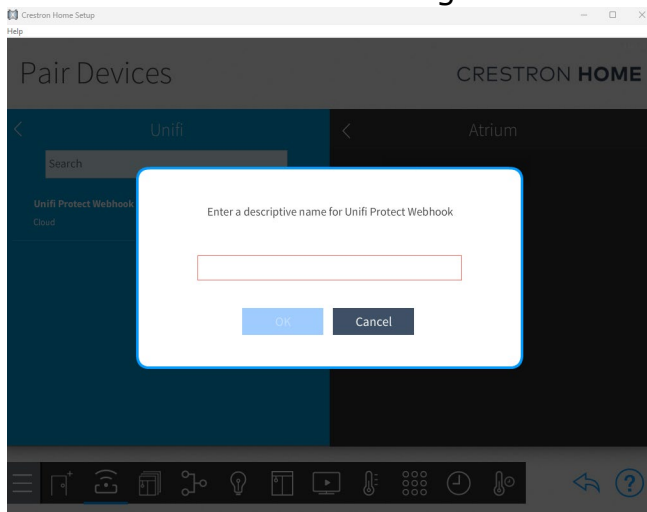 Crestron Home Setup
Help
Pair Devices
CRESTRON HOME
Unifi
Atrium
Search
Unifi Protect Webhook
Cloud
Enter a descriptive name for Unifi Protect Webhook
OK
Cancel
?